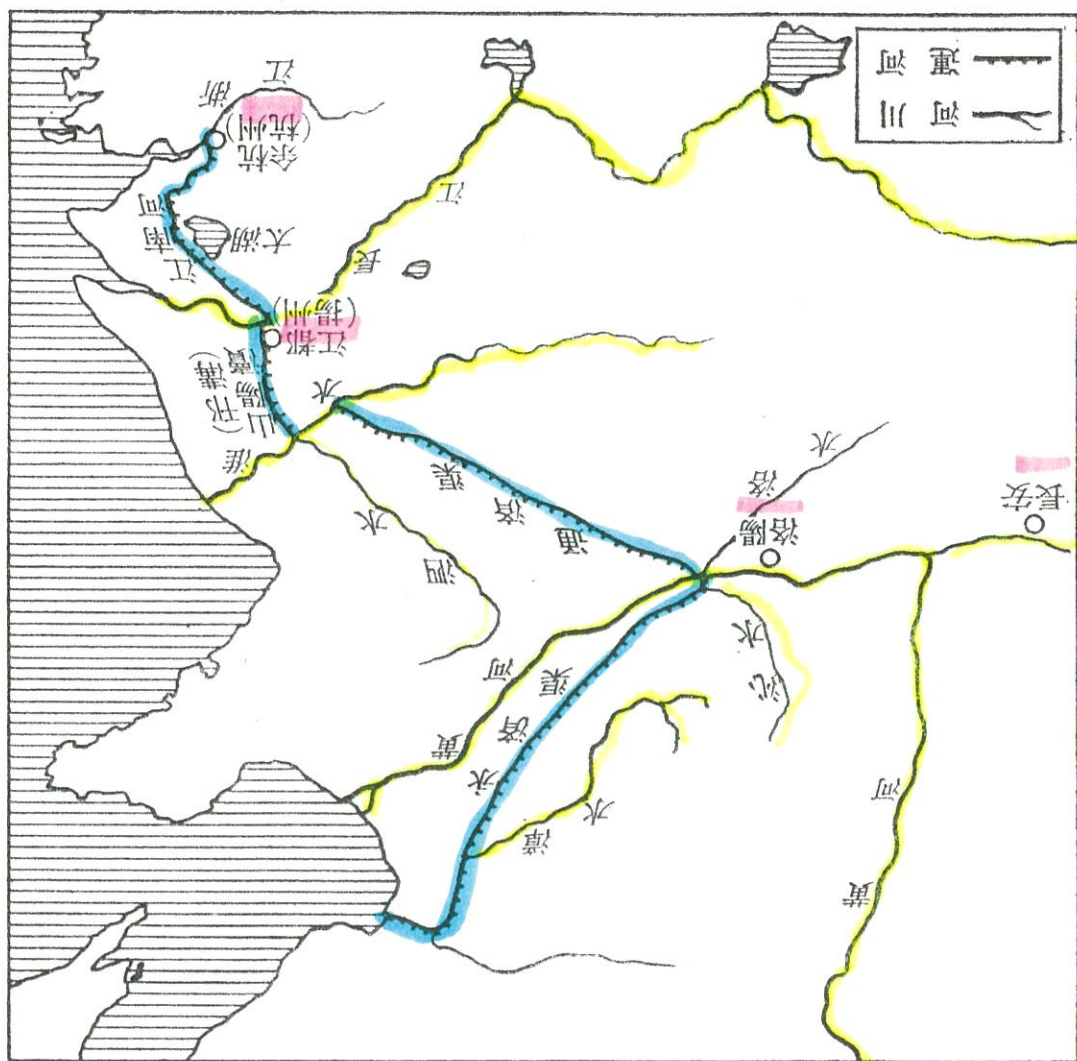 黄河
漳水
永済渠
黄河
沁水
洛陽
洛水
長安
通済渠
泗水
淮水
山陽瀆
(邗溝)
江都
(揚州)
長江
太湖
江南河
余杭
(杭州)
浙江
河川
運河